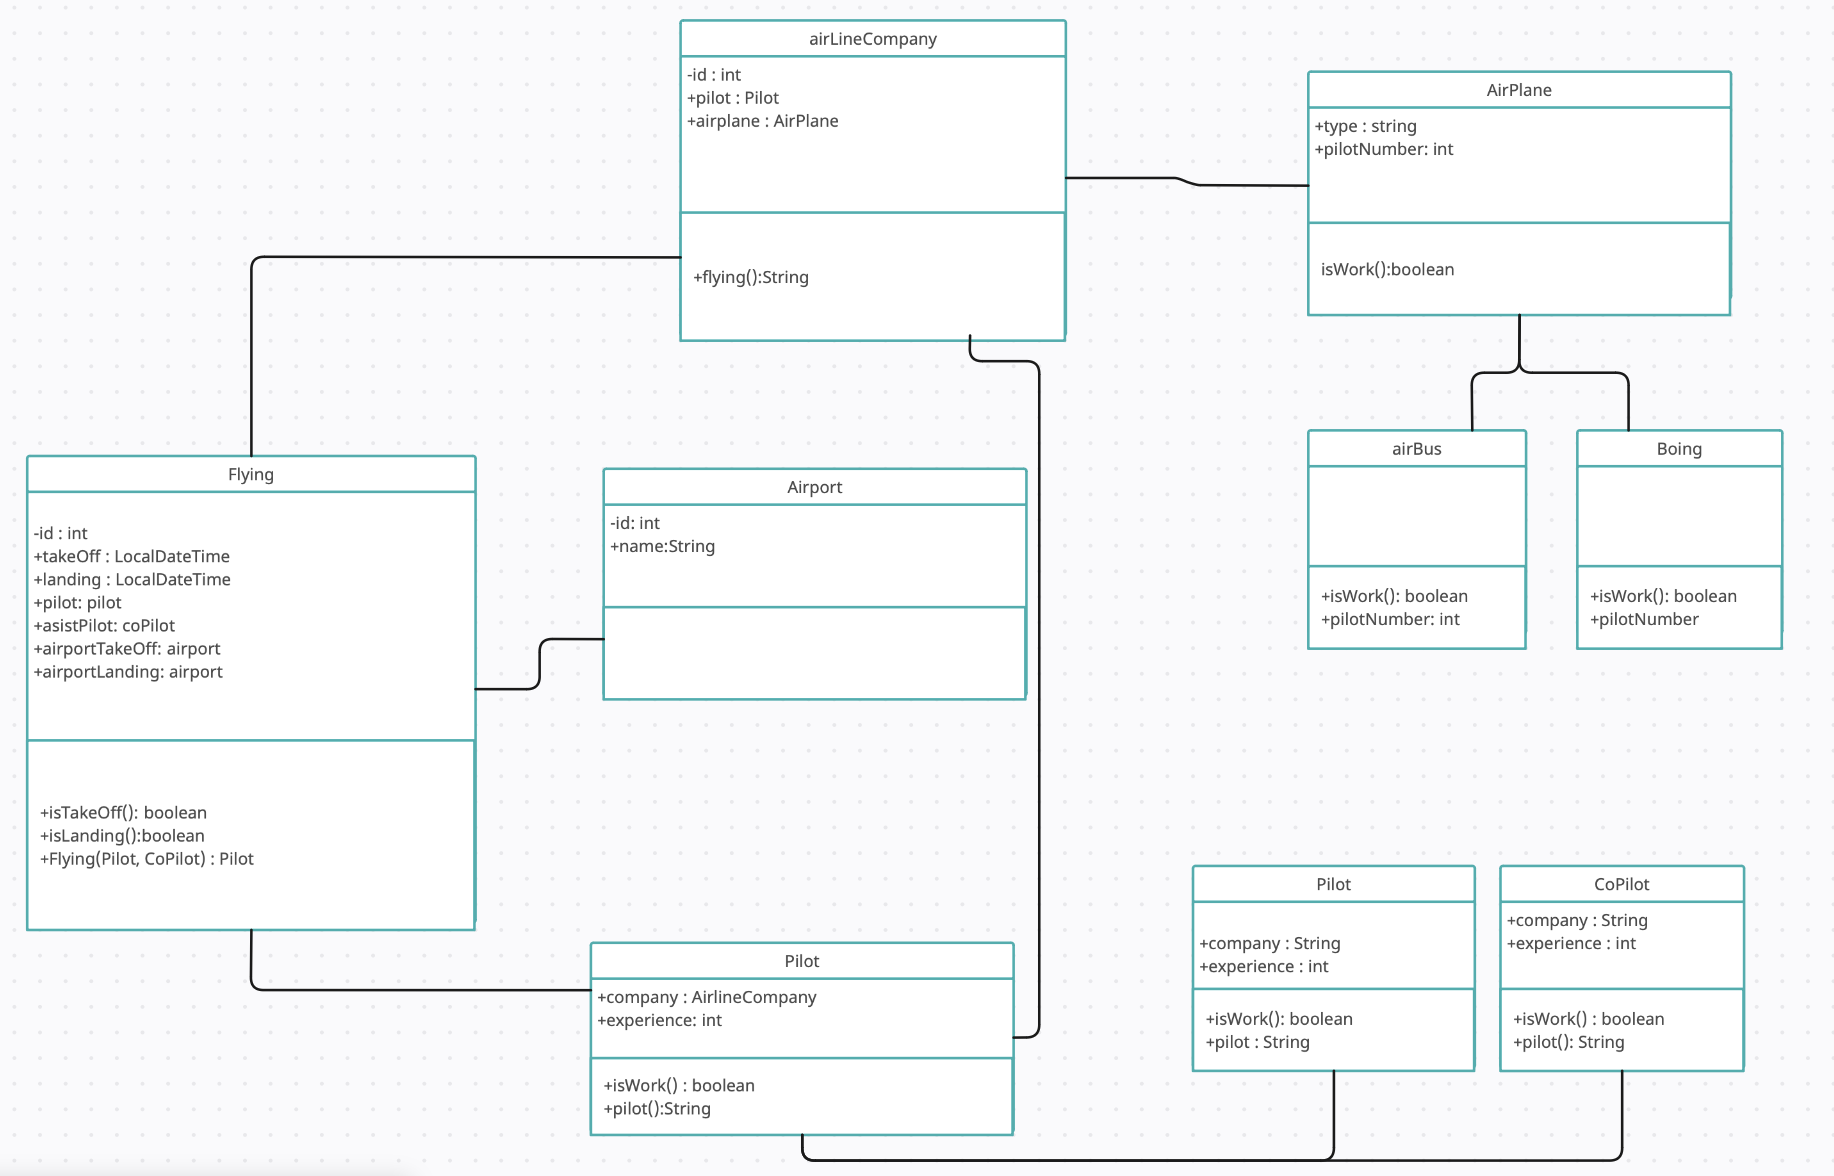 airLineCompany
-id : int
+pilot : Pilot
+airplane : AirPlane
+flying():String
AirPlane
+type : string
+pilotNumber: int
isWork():boolean
airBus
+isWork(): boolean
+pilotNumber: int
Boing
+isWork(): boolean
+pilotNumber
Flying
-id : int
+takeOff : LocalDateTime
+landing : LocalDateTime
+pilot: pilot
+asistPilot: coPilot
+airportTakeOff: airport
+airportLanding: airport
+isTakeOff(): boolean
+isLanding():boolean
+Flying(Pilot, CoPilot) : Pilot
Airport
-id: int
+name:String
Pilot
+company : AirlineCompany
+experience: int
+isWork() : boolean
+pilot():String
Pilot
+company : String
+experience : int
+isWork(): boolean
+pilot : String
CoPilot
+company : String
+experience : int
+isWork() : boolean
+pilot(): String